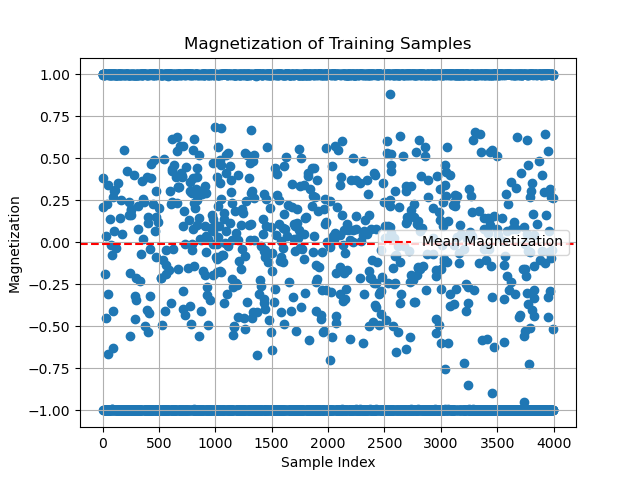 Magnetization of Training Samples
Magnetization
1.00
0.75
0.50
0.25
0.00
−0.25
−0.50
−0.75
−1.00
Mean Magnetization
0 500 1000 1500 2000 2500 3000 3500 4000
Sample Index